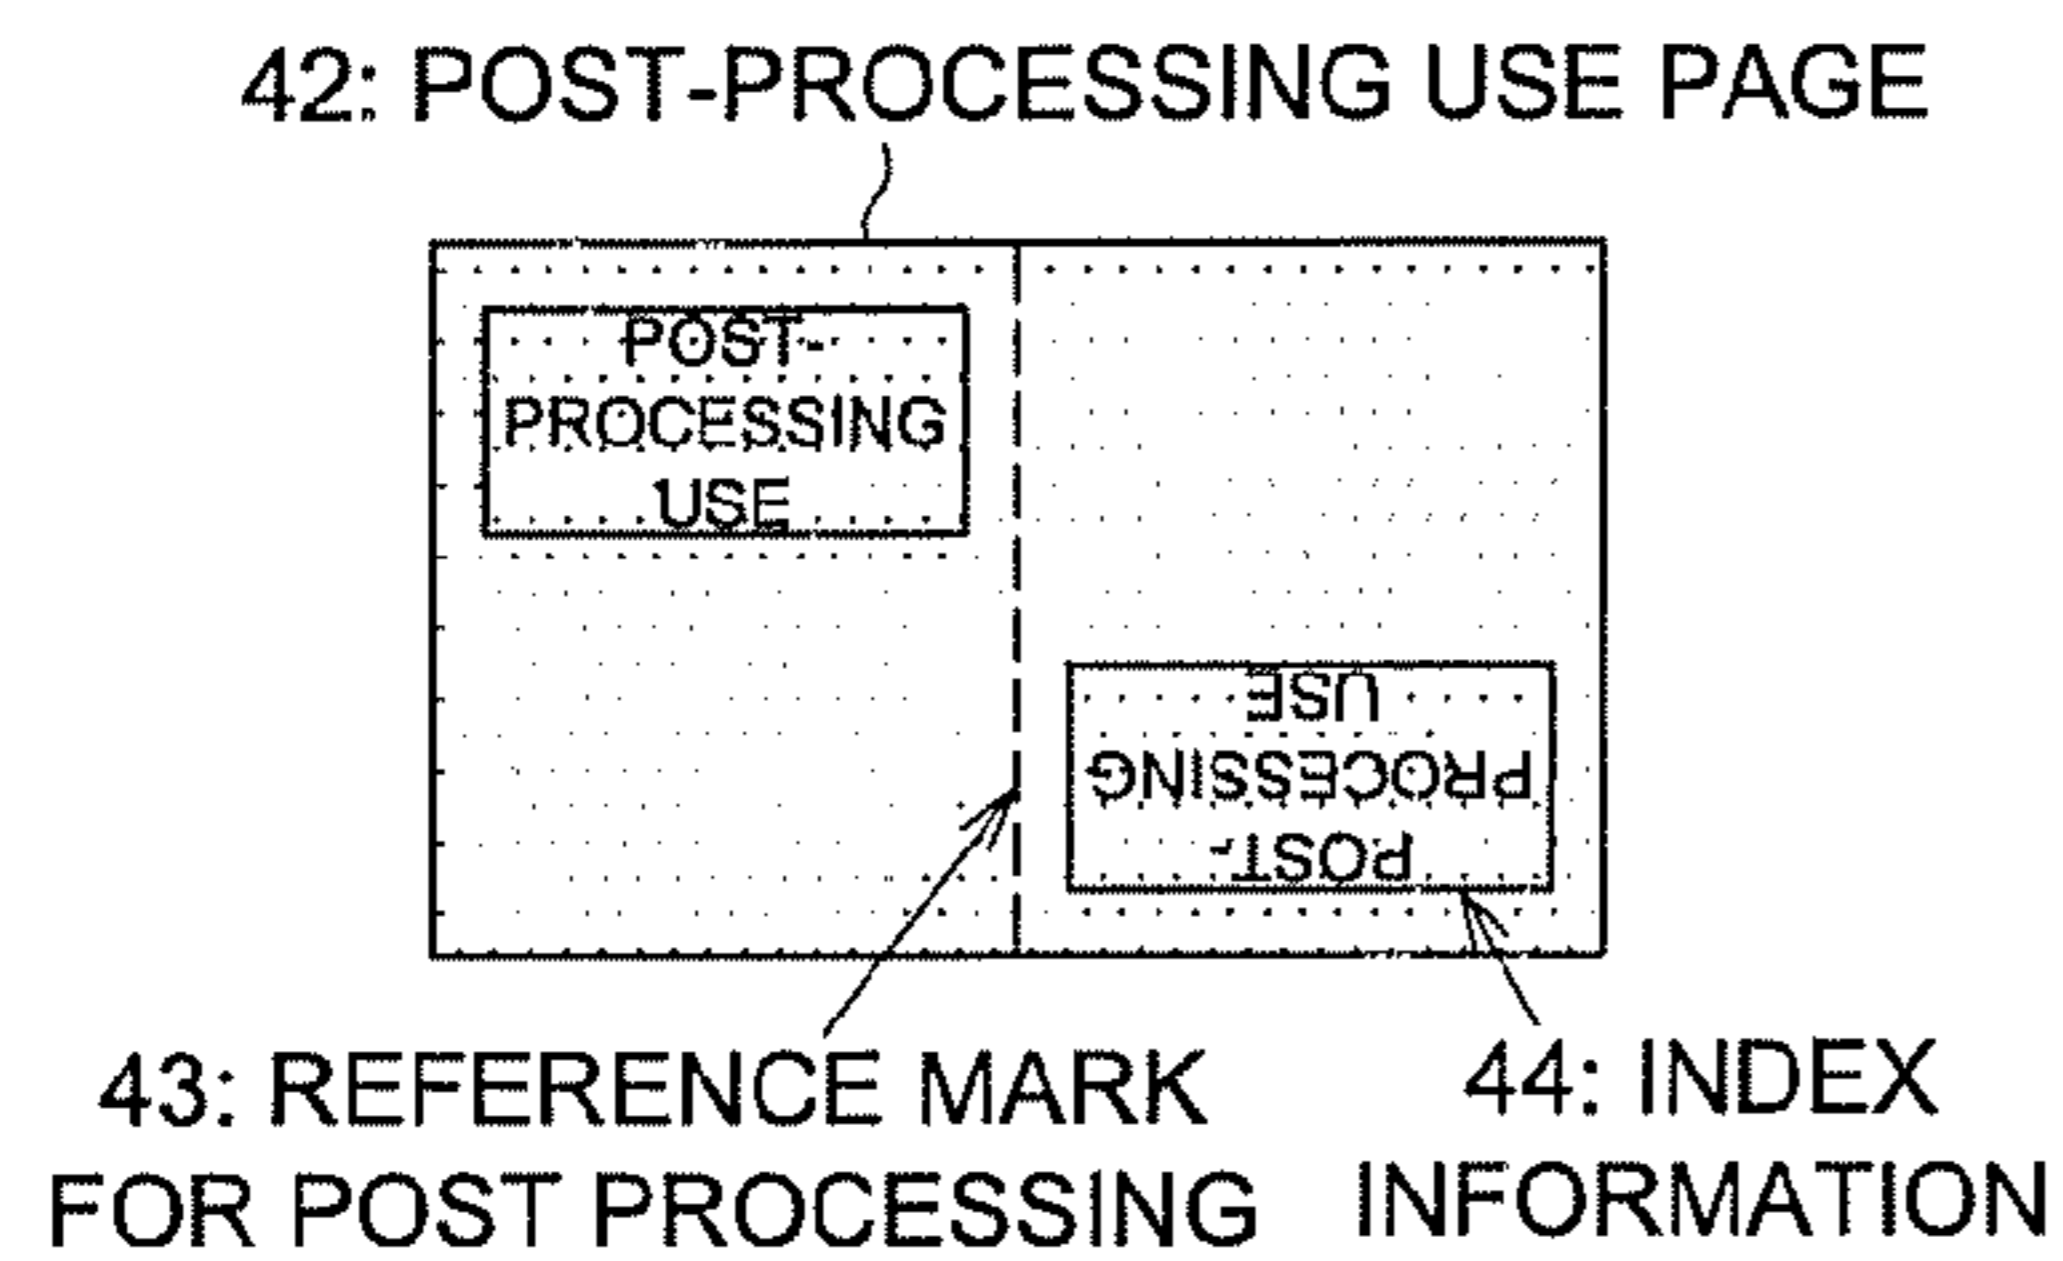 42: POST-PROCESSING USE PAGE
POST-
PROCESSING
USE
POST-
PROCESSING
USE
43: REFERENCE MARK
FOR POST PROCESSING
44: INDEX
INFORMATION